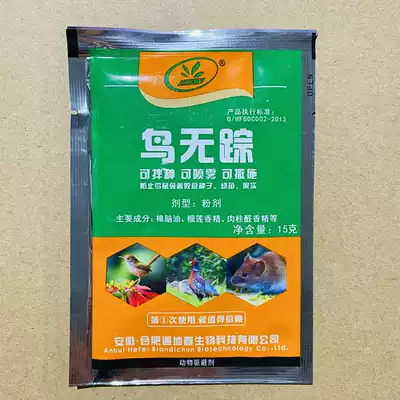 OPEN
®
产品执行标准:
Q/HFBDC002-2013
鸟无踪
可拌种 可喷雾 可撒施
防止鸟鼠兔畜咬食种子、幼苗、果实
剂型: 粉剂
主要成分: 樟脑油、榴莲香精、肉桂醛香精等
净含量: 15克
第①次使用 就值得信赖
安徽·合肥遍地春生物科技有限公司
Anhui·Hefei Biandichun Biotechnology Co.,Ltd.
动物驱避剂